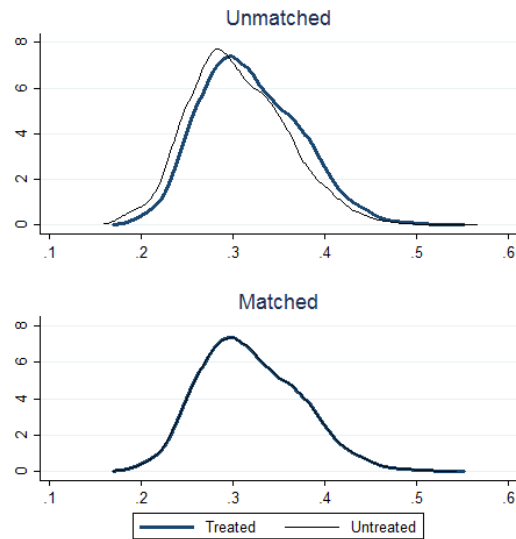 Unmatched
8
6
4
2
0
.1 .2 .3 .4 .5 .6
Matched
8
6
4
2
0
.1 .2 .3 .4 .5 .6
Treated Untreated